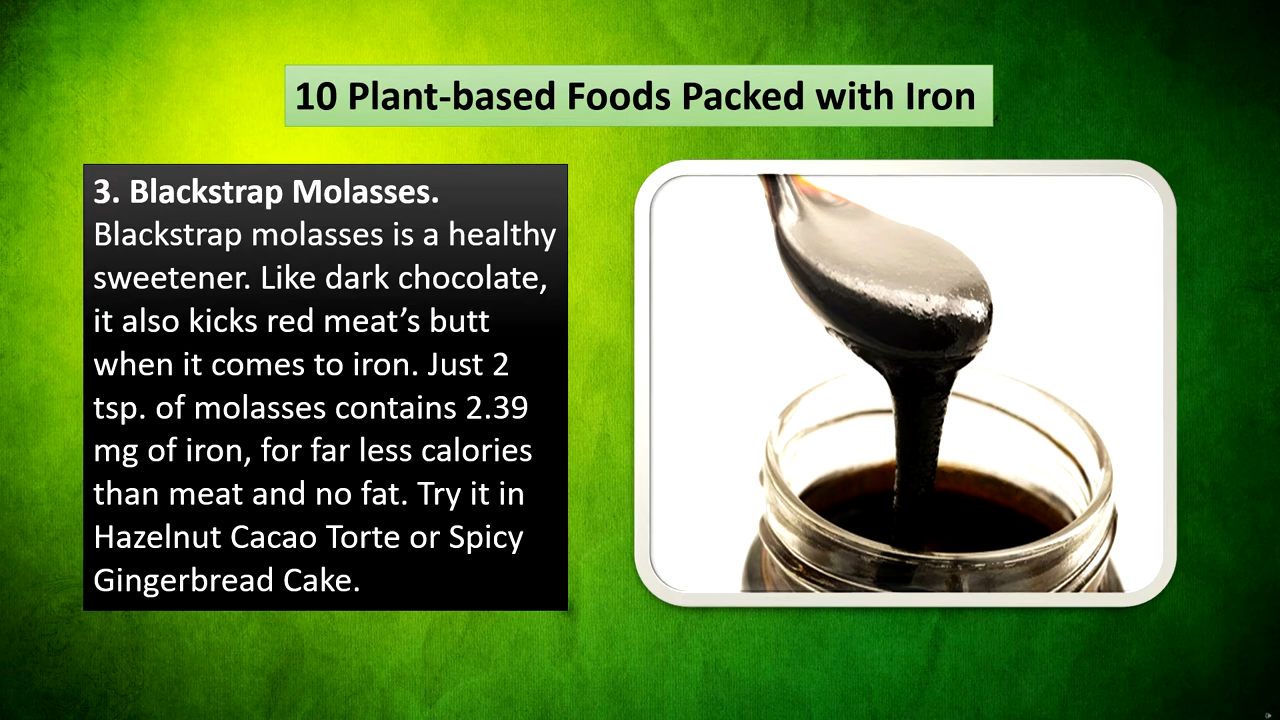 10 Plant-based Foods Packed with Iron
3. Blackstrap Molasses.
Blackstrap molasses is a healthy
sweetener. Like dark chocolate,
it also kicks red meat’s butt
when it comes to iron. Just 2
tsp. of molasses contains 2.39
mg of iron, for far less calories
than meat and no fat. Try it in
Hazelnut Cacao Torte or Spicy
Gingerbread Cake.